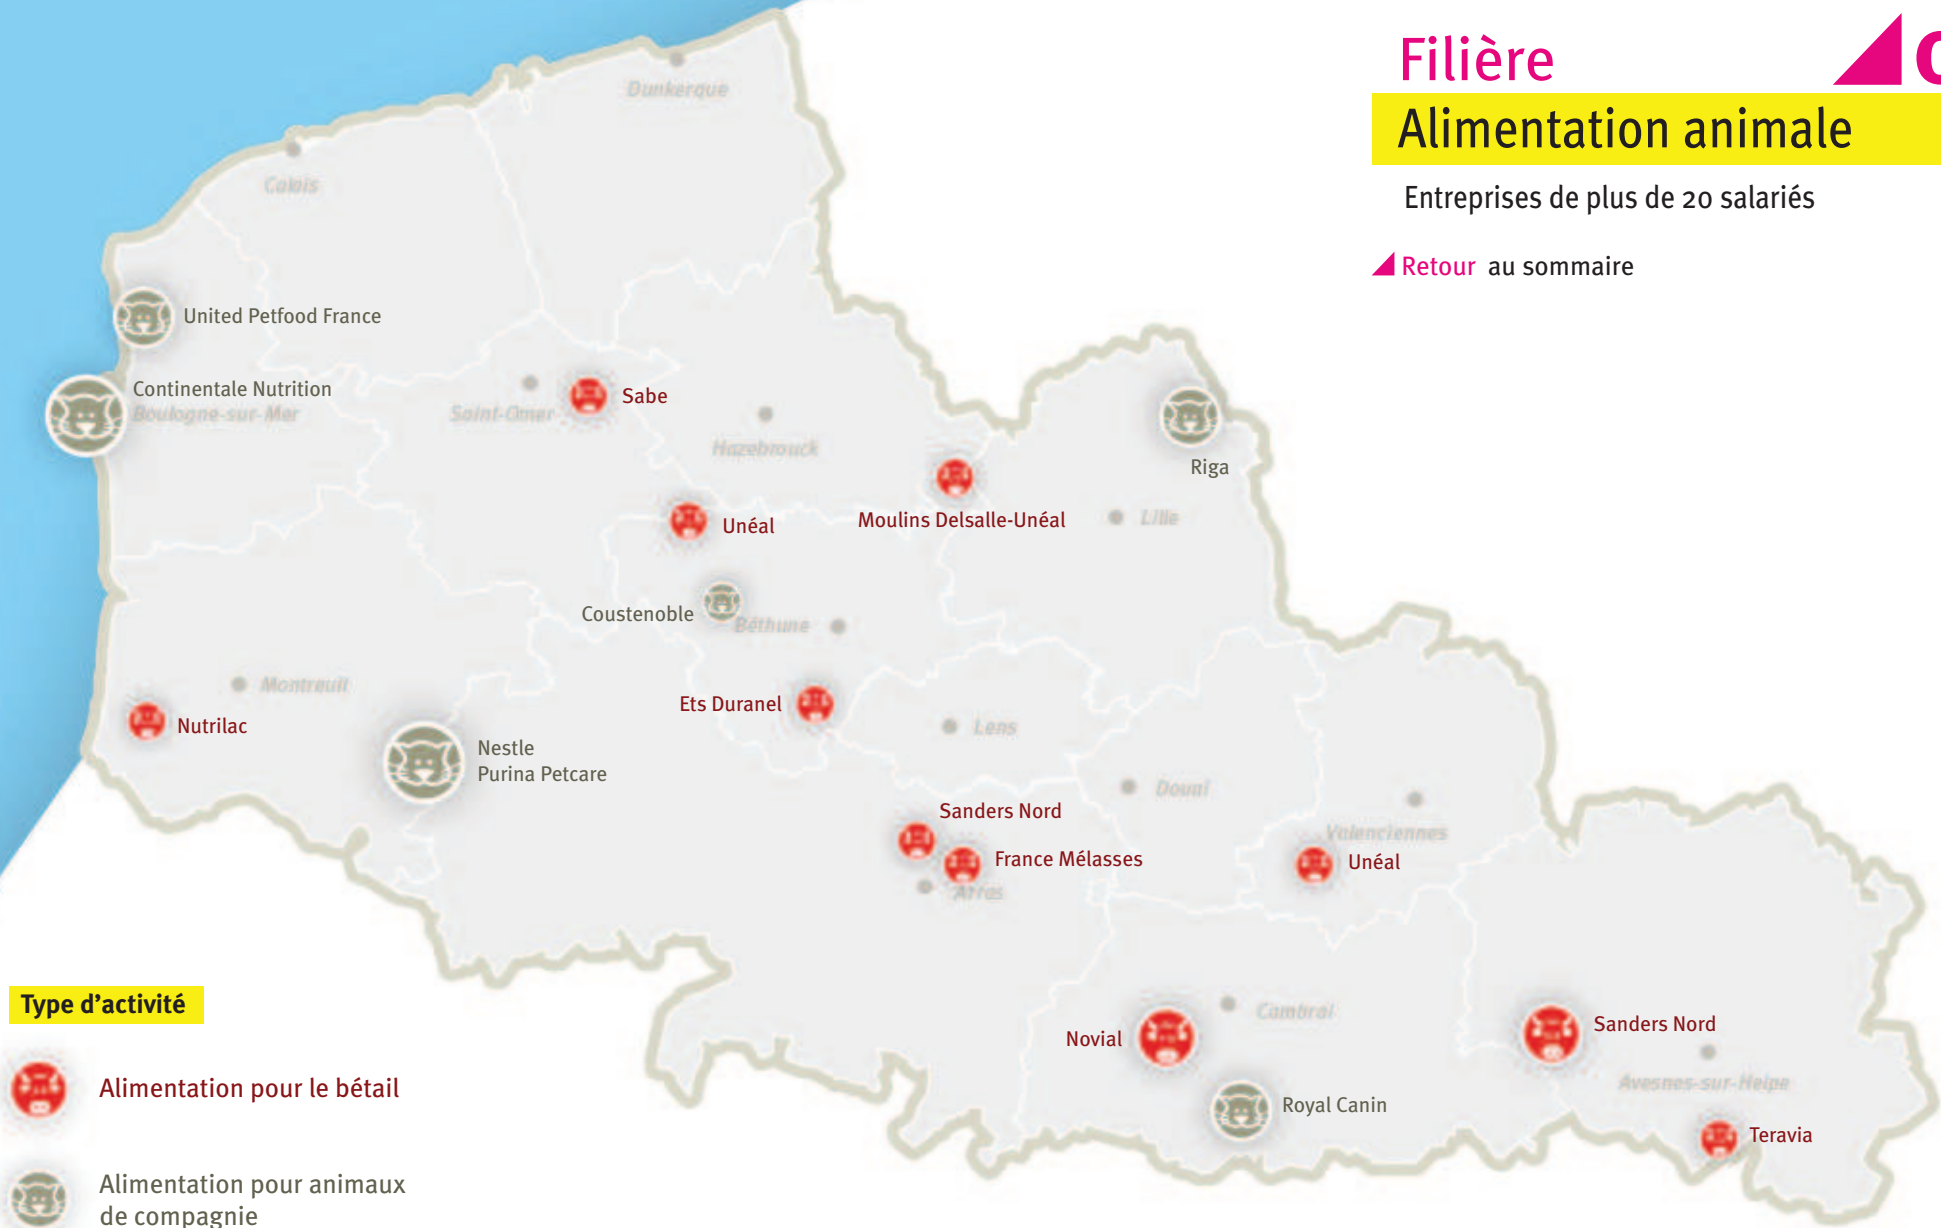 Filière
Alimentation animale
Entreprises de plus de 20 salariés
Retour au sommaire
Dunkerque
Calais
United Petfood France
Continentale Nutrition
Boulogne-sur-Mer
Saint-Omer
Sabe
Hazebrouck
Riga
Unéal
Moulins Delsalle-Unéal
Lille
Coustenoble
Béthune
Montreuil
Nutrilac
Ets Duranel
Lens
Nestle
Purina Petcare
Douai
Sanders Nord
France Mélasses
Arras
Valenciennes
Unéal
Novial
Cambrai
Royal Canin
Sanders Nord
Avesnes-sur-Helpe
Teravia
Type d’activité
Alimentation pour le bétail
Alimentation pour animaux
de compagnie